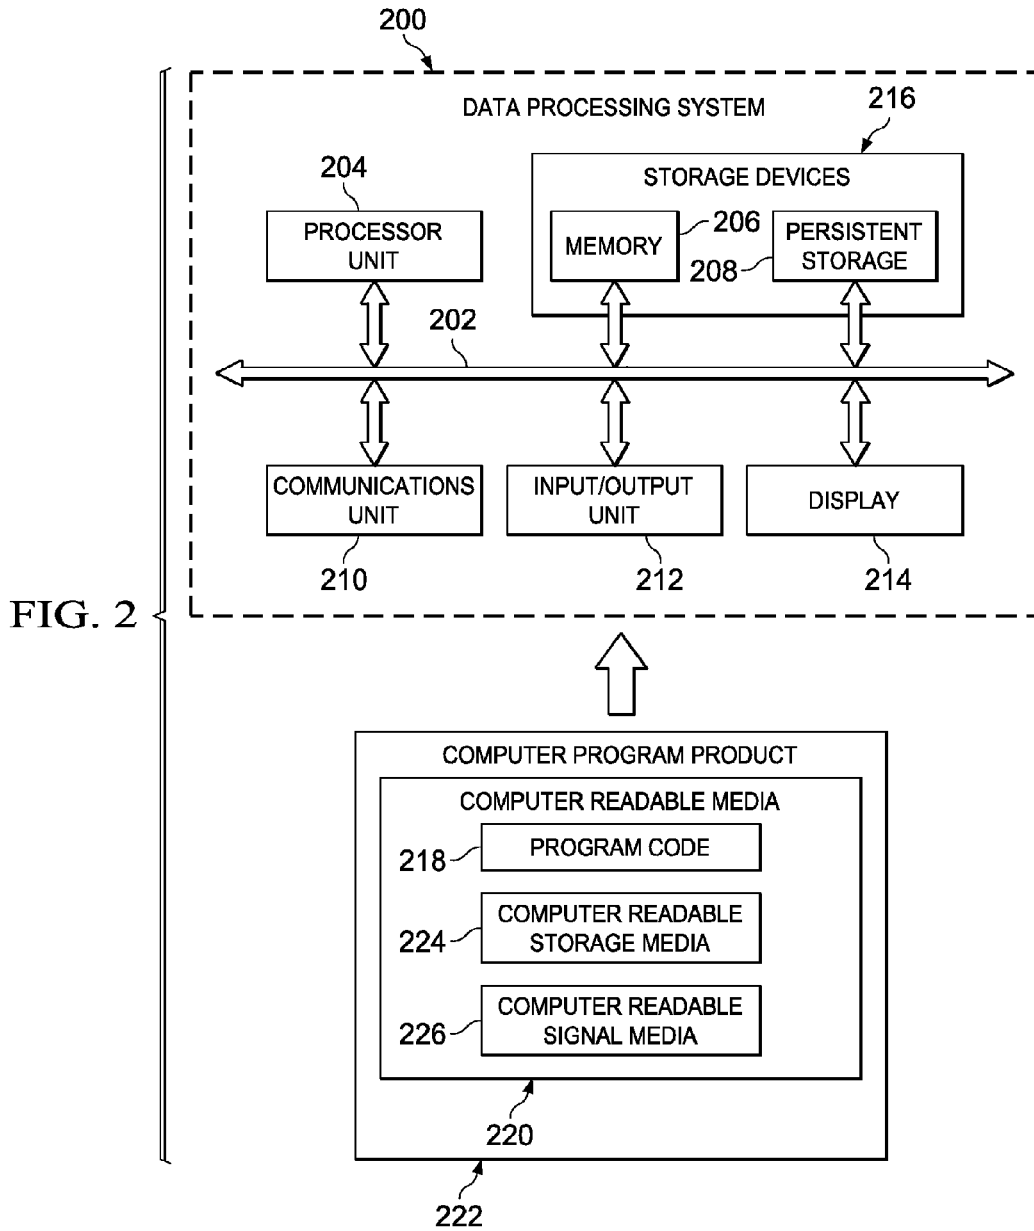 200
DATA PROCESSING SYSTEM
216
204
STORAGE DEVICES
PROCESSOR
UNIT
MEMORY
206
208
PERSISTENT
STORAGE
202
COMMUNICATIONS
UNIT
INPUT/OUTPUT
UNIT
DISPLAY
210
212
214
FIG. 2
COMPUTER PROGRAM PRODUCT
COMPUTER READABLE MEDIA
218
PROGRAM CODE
224
COMPUTER READABLE
STORAGE MEDIA
226
COMPUTER READABLE
SIGNAL MEDIA
220
222